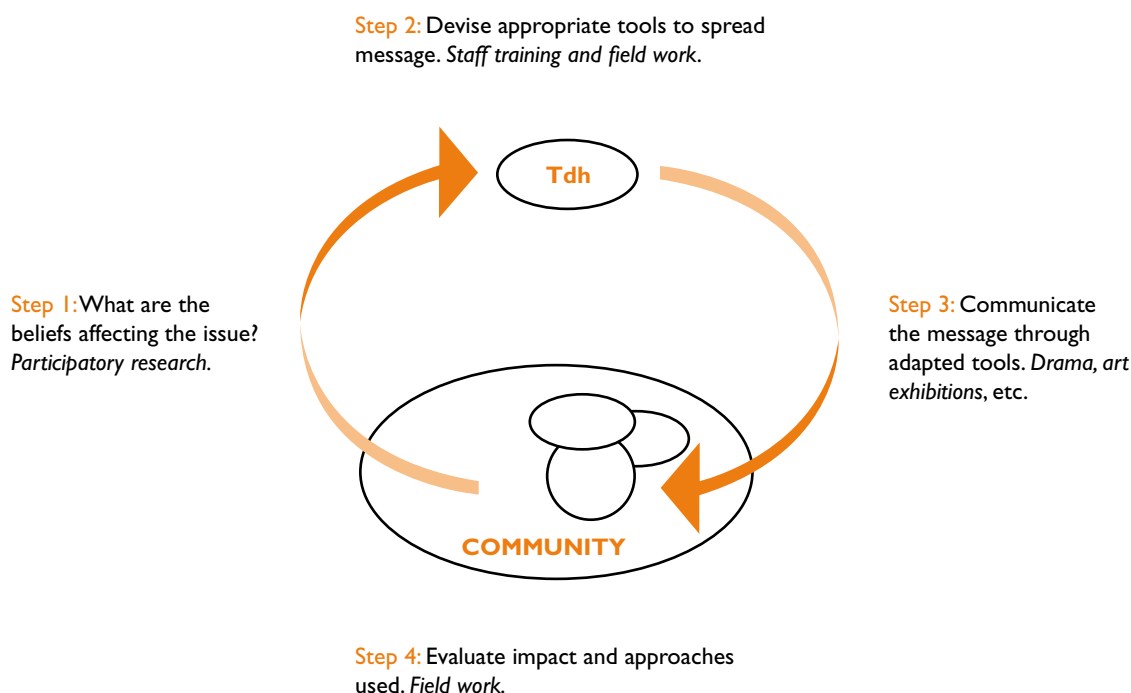 Step 2: Devise appropriate tools to spread
message. Staff training and field work.
Tdh
Step 1: What are the
beliefs affecting the issue?
Participatory research.
Step 3: Communicate
the message through
adapted tools. Drama, art
exhibitions, etc.
COMMUNITY
Step 4: Evaluate impact and approaches
used. Field work.